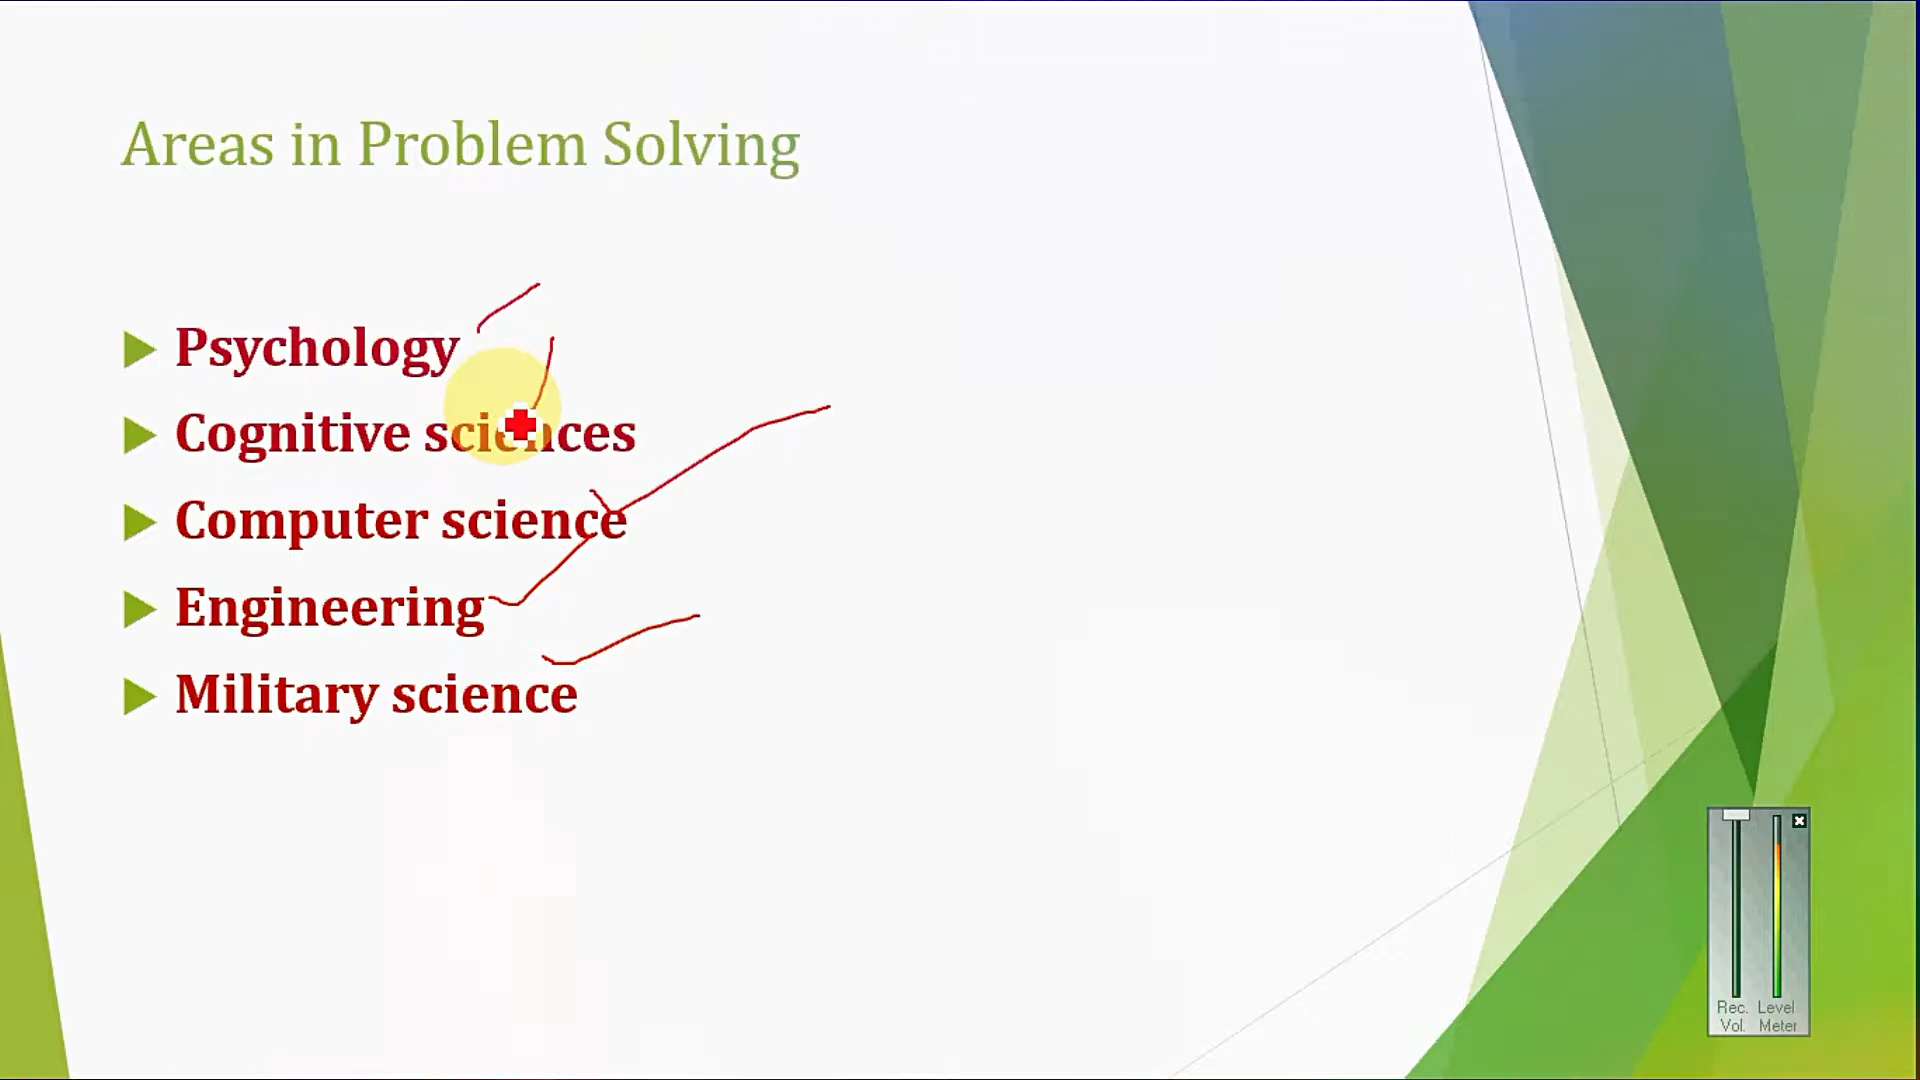 Areas in Problem Solving
Psychology
Cognitive sciences
Computer science
Engineering
Military science
Rec. Level
Vol. Meter